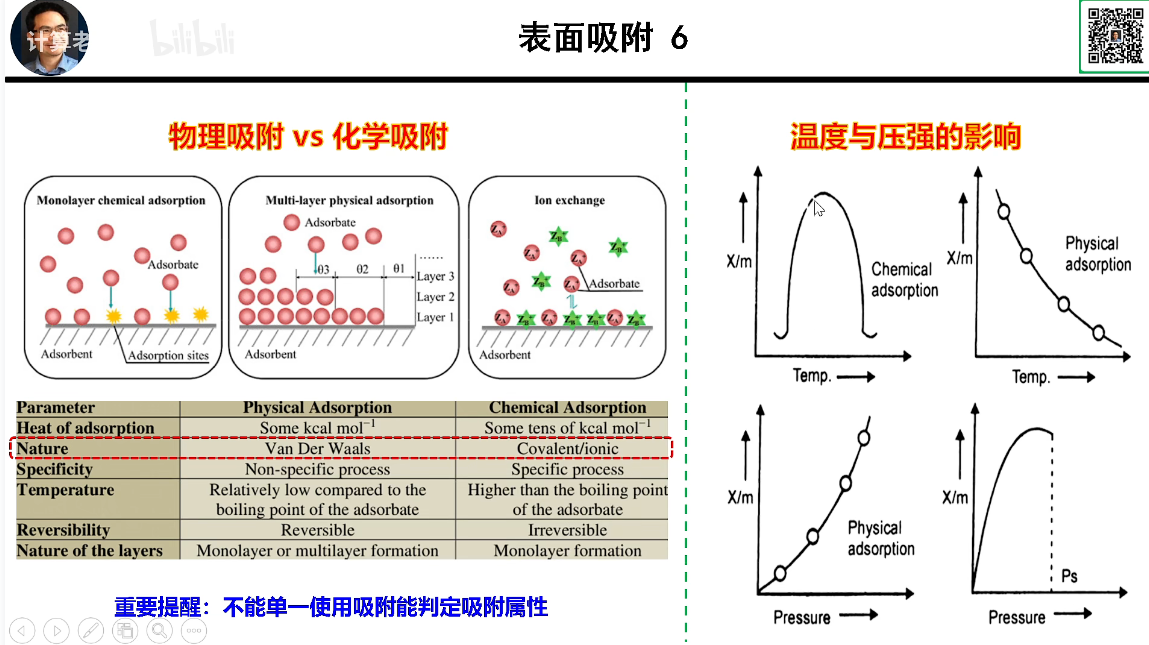 计算老
bilibili
表面吸附 6
物理吸附 vs 化学吸附
Monolayer chemical adsorption
Adsorbate
Adsorbent
Adsorption sites
Multi-layer physical adsorption
Adsorbate
θ3
θ2
θ1
......
Layer 3
Layer 2
Layer 1
Adsorbent
Ion exchange
Adsorbate
Adsorbent
Parameter Physical Adsorption Chemical Adsorption
Heat of adsorption Some kcal mol⁻¹ Some tens of kcal mol⁻¹
Nature Van Der Waals Covalent/ionic
Specificity Non-specific process Specific process
Temperature Relatively low compared to the Higher than the boiling point
boiling point of the adsorbate of the adsorbate
Reversibility Reversible Irreversible
Nature of the layers Monolayer or multilayer formation Monolayer formation
重要提醒：不能单一使用吸附能判定吸附属性
温度与压强的影响
X/m
Chemical
adsorption
Temp.
X/m
Physical
adsorption
Temp.
X/m
Physical
adsorption
Pressure
X/m
Ps
Pressure